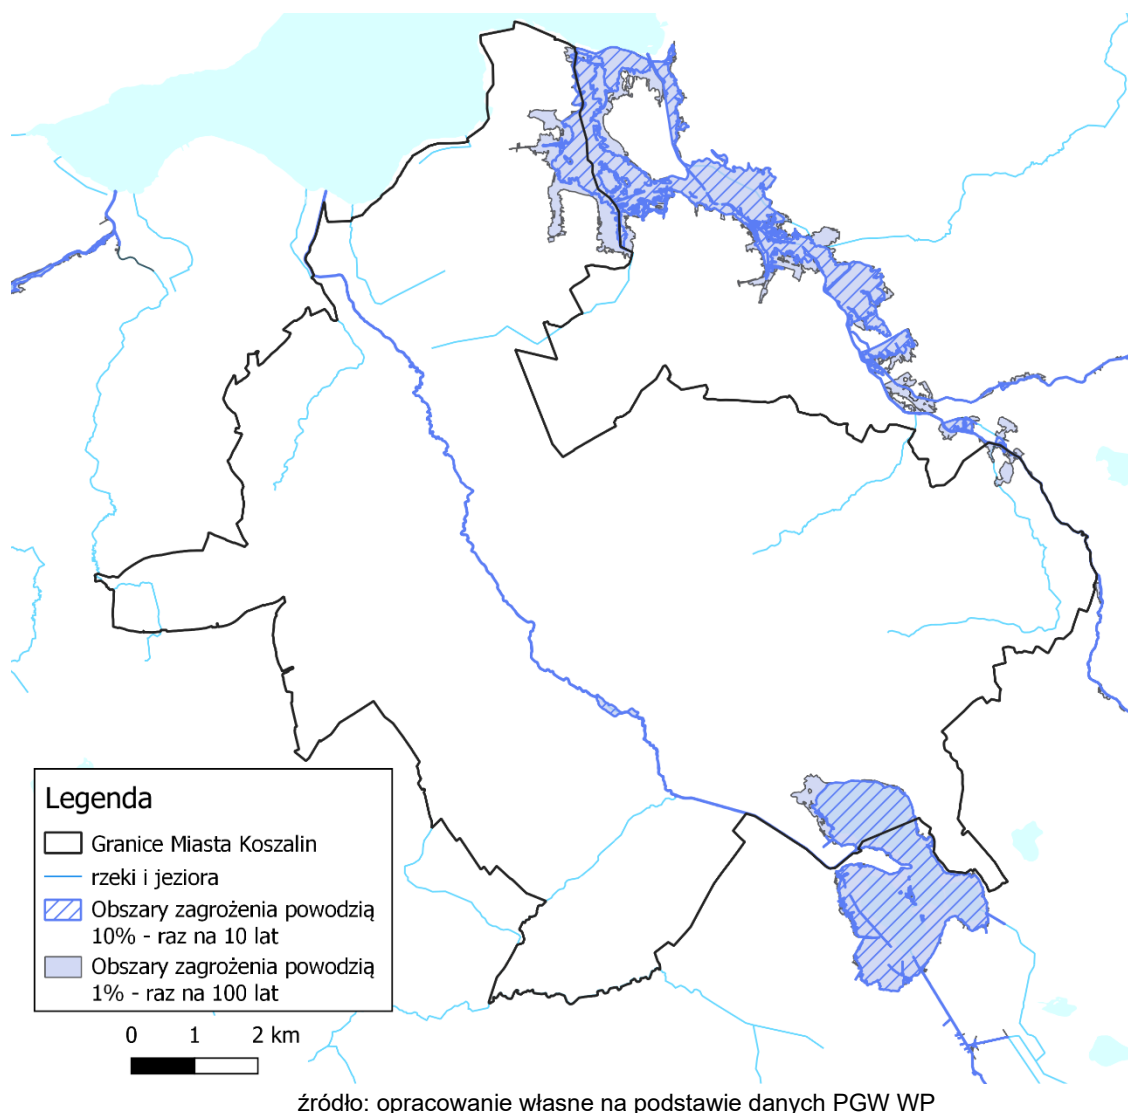 Legenda
Granice Miasta Koszalin
rzeki i jeziora
Obszary zagrożenia powodzią
10% - raz na 10 lat
Obszary zagrożenia powodzią
1% - raz na 100 lat
0 1 2 km
źródło: opracowanie własne na podstawie danych PGW WP